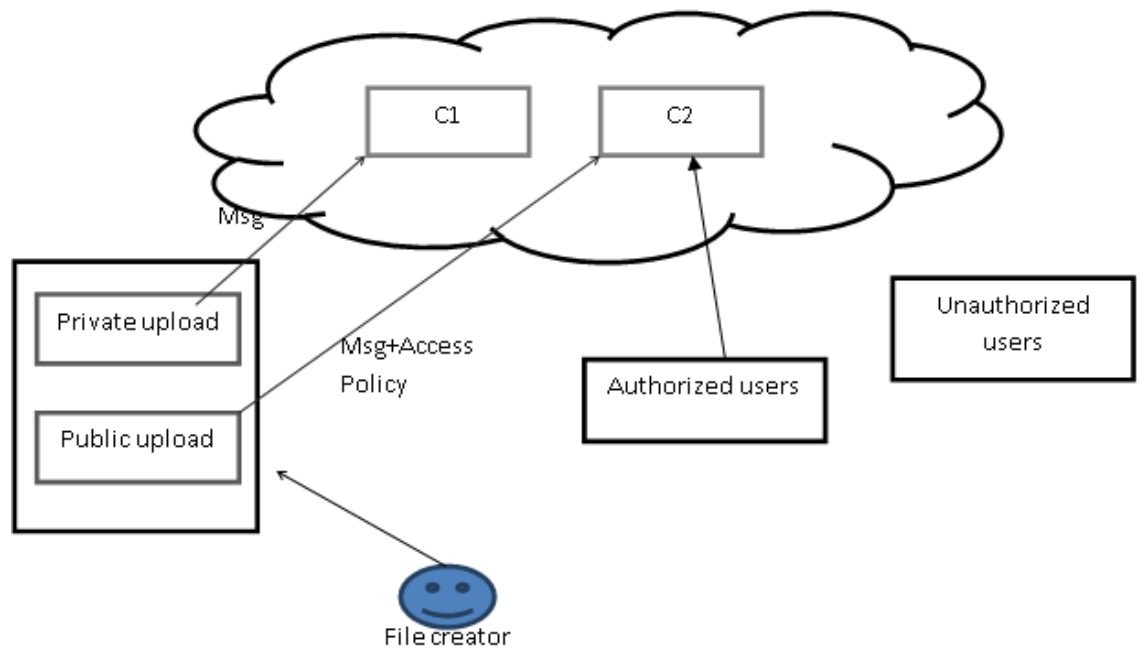 C1
C2
Msg
Private upload
Public upload
Msg+Access
Policy
Authorized users
Unauthorized
users
File creator